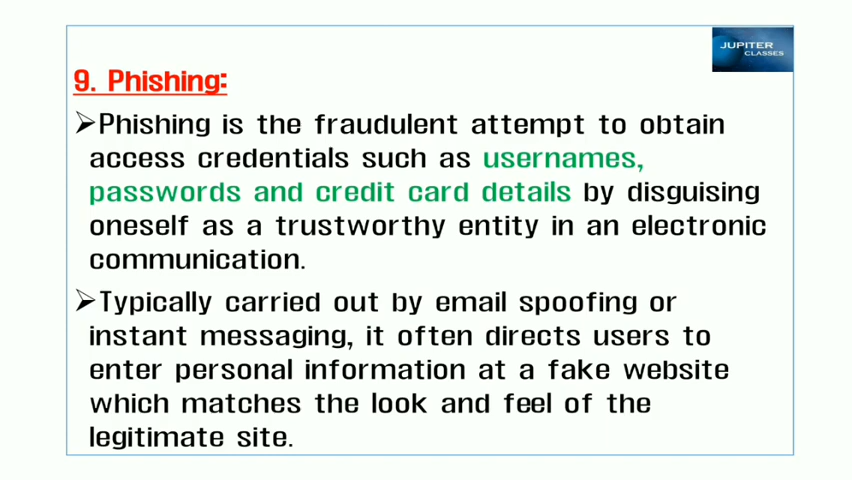 JUPITER
CLASSES
9. Phishing:
➢Phishing is the fraudulent attempt to obtain
access credentials such as usernames,
passwords and credit card details by disguising
oneself as a trustworthy entity in an electronic
communication.
➢Typically carried out by email spoofing or
instant messaging, it often directs users to
enter personal information at a fake website
which matches the look and feel of the
legitimate site.